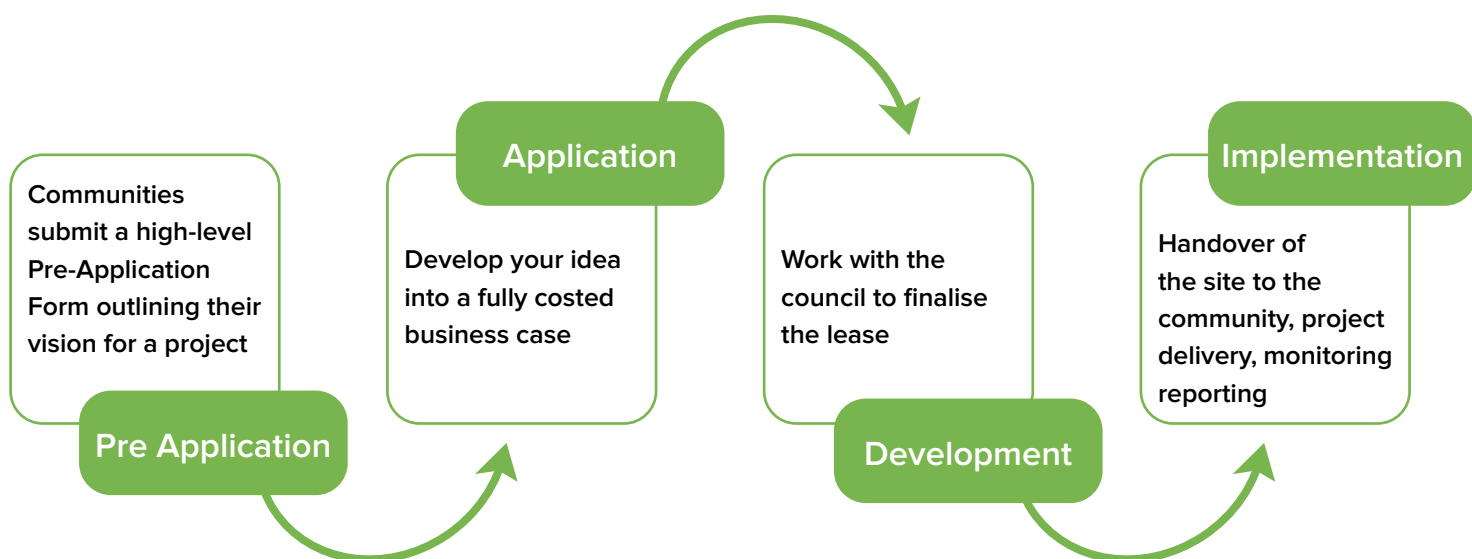 Communities
submit a high-level
Pre-Application
Form outlining their
vision for a project
Pre Application
Application
Develop your idea
into a fully costed
business case
Work with the
council to finalise
the lease
Development
Implementation
Handover of
the site to the
community, project
delivery, monitoring
reporting